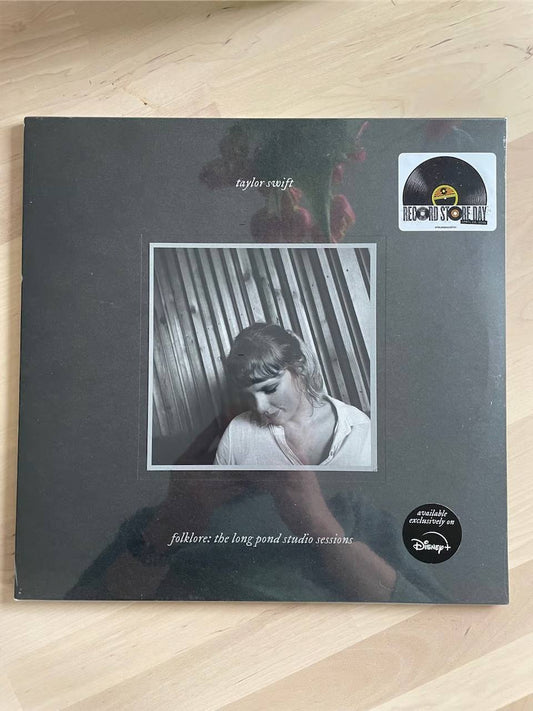 taylor swift
RECORD STORE DAY
folklore: the long pond studio sessions
available
exclusively on
Disney+